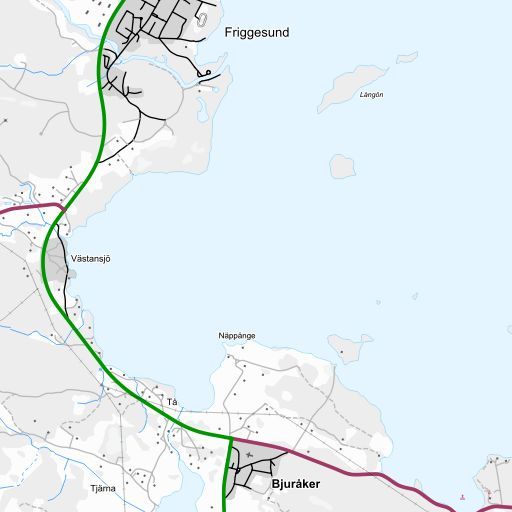 Friggesund
Långön
Västansjö
Näppänge
Tå
Bjuråker
Tjärna